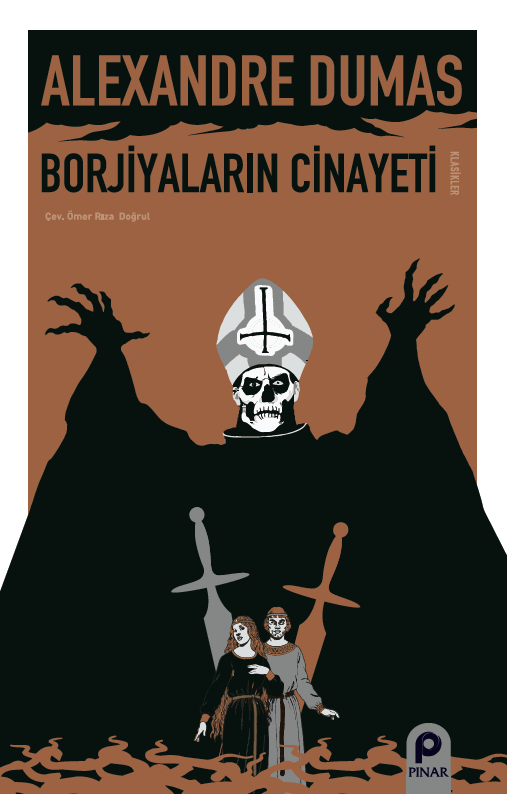 ALEXANDRE DUMAS
BORJİYALARIN CİNAYETİ
KLASİKLER
Çev. Ömer Rıza Doğrul
p
PINAR